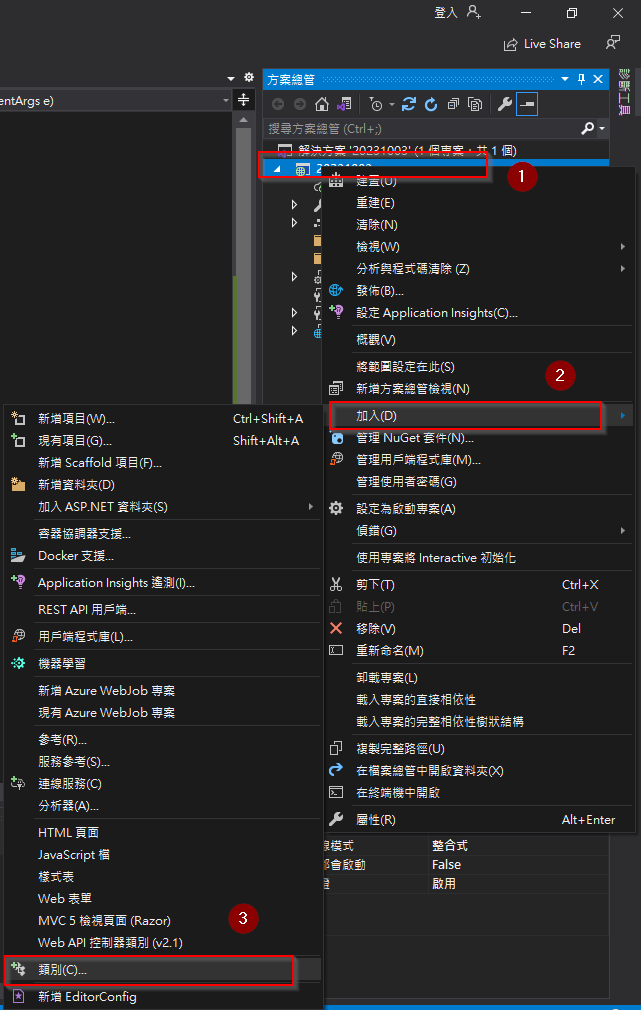 登入
Live Share
entArgs e)
方案總管
診斷工具
搜尋方案總管 (Ctrl+;)
解決方案 '20231003' (1 個專案，共 1 個)
1
建置(U)
重建(E)
清除(N)
檢視(W)
分析與程式碼清除 (Z)
發佈(B)...
設定 Application Insights(C)...
概觀(V)
將範圍設定在此(S)
2
新增方案總管檢視(N)
加入(D)
管理 NuGet 套件(N)...
管理用戶端程式庫(M)...
管理使用者密碼(G)
設定為啟動專案(A)
偵錯(G)
使用專案將 Interactive 初始化
剪下(T) Ctrl+X
貼上(P) Ctrl+V
移除(V) Del
重新命名(M) F2
卸載專案(L)
載入專案的直接相依性
載入專案的完整相依性樹狀結構
複製完整路徑(U)
在檔案總管中開啟資料夾(X)
在終端機中開啟
屬性(R) Alt+Enter
新增項目(W)... Ctrl+Shift+A
現有項目(G)... Shift+Alt+A
新增 Scaffold 項目(F)...
新增資料夾(D)
加入 ASP.NET 資料夾(S)
容器協調器支援...
Docker 支援...
Application Insights 遙測(I)...
REST API 用戶端...
用戶端程式庫(L)...
機器學習
新增 Azure WebJob 專案
現有 Azure WebJob 專案
參考(R)...
服務參考(S)...
連線服務(C)
分析器(A)...
HTML 頁面
JavaScript 檔
樣式表
Web 表單
MVC 5 檢視頁面 (Razor)
3
Web API 控制器類別 (v2.1)
類別(C)...
新增 EditorConfig
線模式 整合式
都會啟動 False
證 啟用